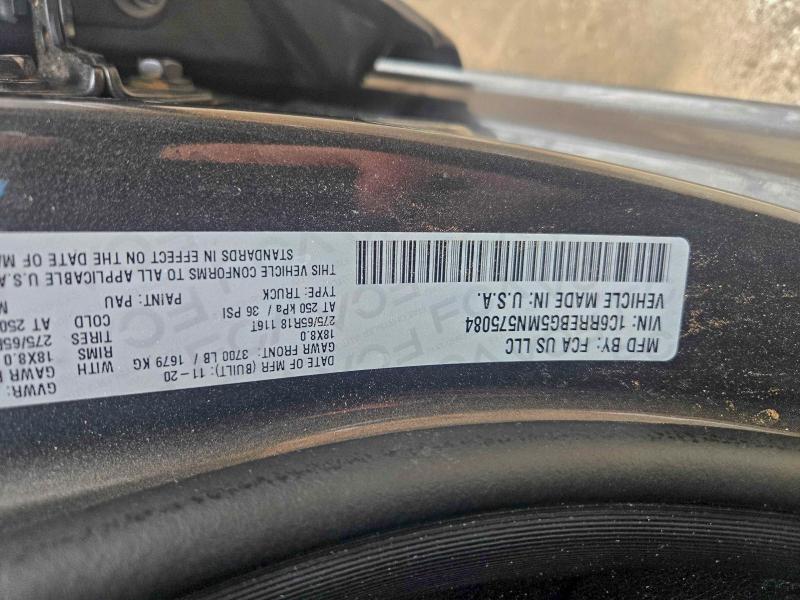 MFD BY: FCA US LLC
VIN: 1C6RREBG5MN575084
VEHICLE MADE IN: U.S.A.
DATE OF MFR (BUILT): 11-20
GVWR:
GAWR FRONT: 3700 LB / 1679 KG
WITH
GAWR
18X8.0
RIMS
18X8.0
275/65R18 116T
TIRES
275/65
AT 250 kPa / 36 PSI
COLD
AT 250
TYPE: TRUCK
PAINT: PAU
M
THIS VEHICLE CONFORMS TO ALL APPLICABLE U.S.A
STANDARDS IN EFFECT ON THE DATE OF M